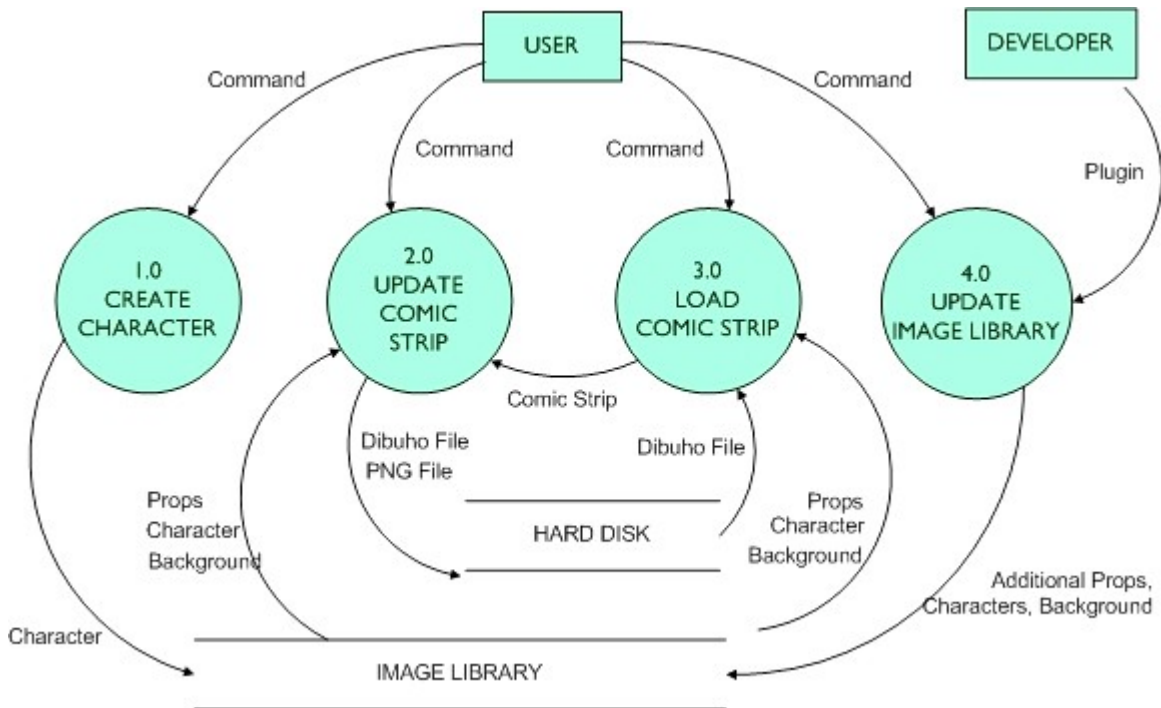 USER
DEVELOPER
Command
Command
Command
Command
Plugin
1.0
CREATE
CHARACTER
2.0
UPDATE
COMIC
STRIP
3.0
LOAD
COMIC STRIP
4.0
UPDATE
IMAGE LIBRARY
Comic Strip
Dibuho File
PNG File
Dibuho File
Props
Character
Background
HARD DISK
Props
Character
Background
Additional Props,
Characters, Background
Character
IMAGE LIBRARY